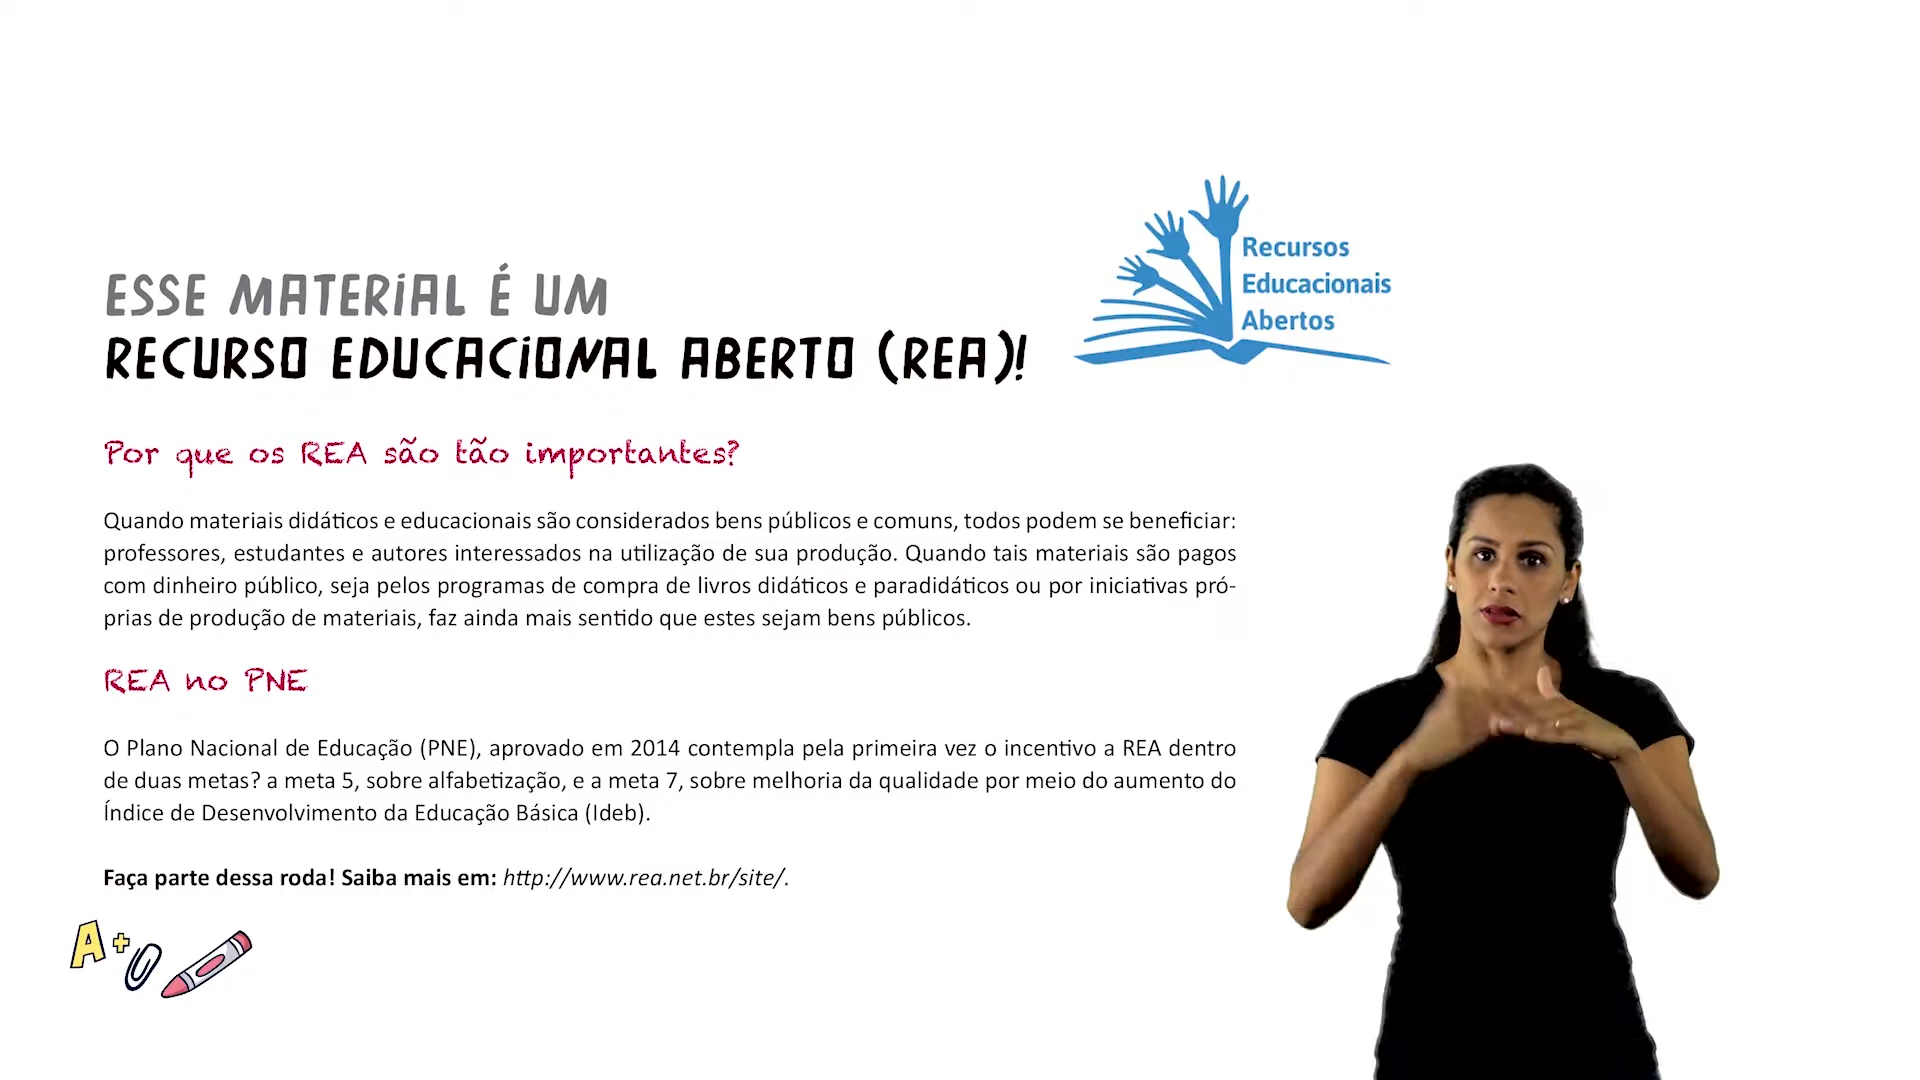 ESSE MATERIAL É UM
RECURSO EDUCACIONAL ABERTO (REA)!
Recursos
Educacionais
Abertos
Por que os REA são tão importantes?
Quando materiais didáticos e educacionais são considerados bens públicos e comuns, todos podem se beneficiar:
professores, estudantes e autores interessados na utilização de sua produção. Quando tais materiais são pagos
com dinheiro público, seja pelos programas de compra de livros didáticos e paradidáticos ou por iniciativas pró-
prias de produção de materiais, faz ainda mais sentido que estes sejam bens públicos.
REA no PNE
O Plano Nacional de Educação (PNE), aprovado em 2014 contempla pela primeira vez o incentivo a REA dentro
de duas metas? a meta 5, sobre alfabetização, e a meta 7, sobre melhoria da qualidade por meio do aumento do
Índice de Desenvolvimento da Educação Básica (Ideb).
Faça parte dessa roda! Saiba mais em: http://www.rea.net.br/site/.
A+